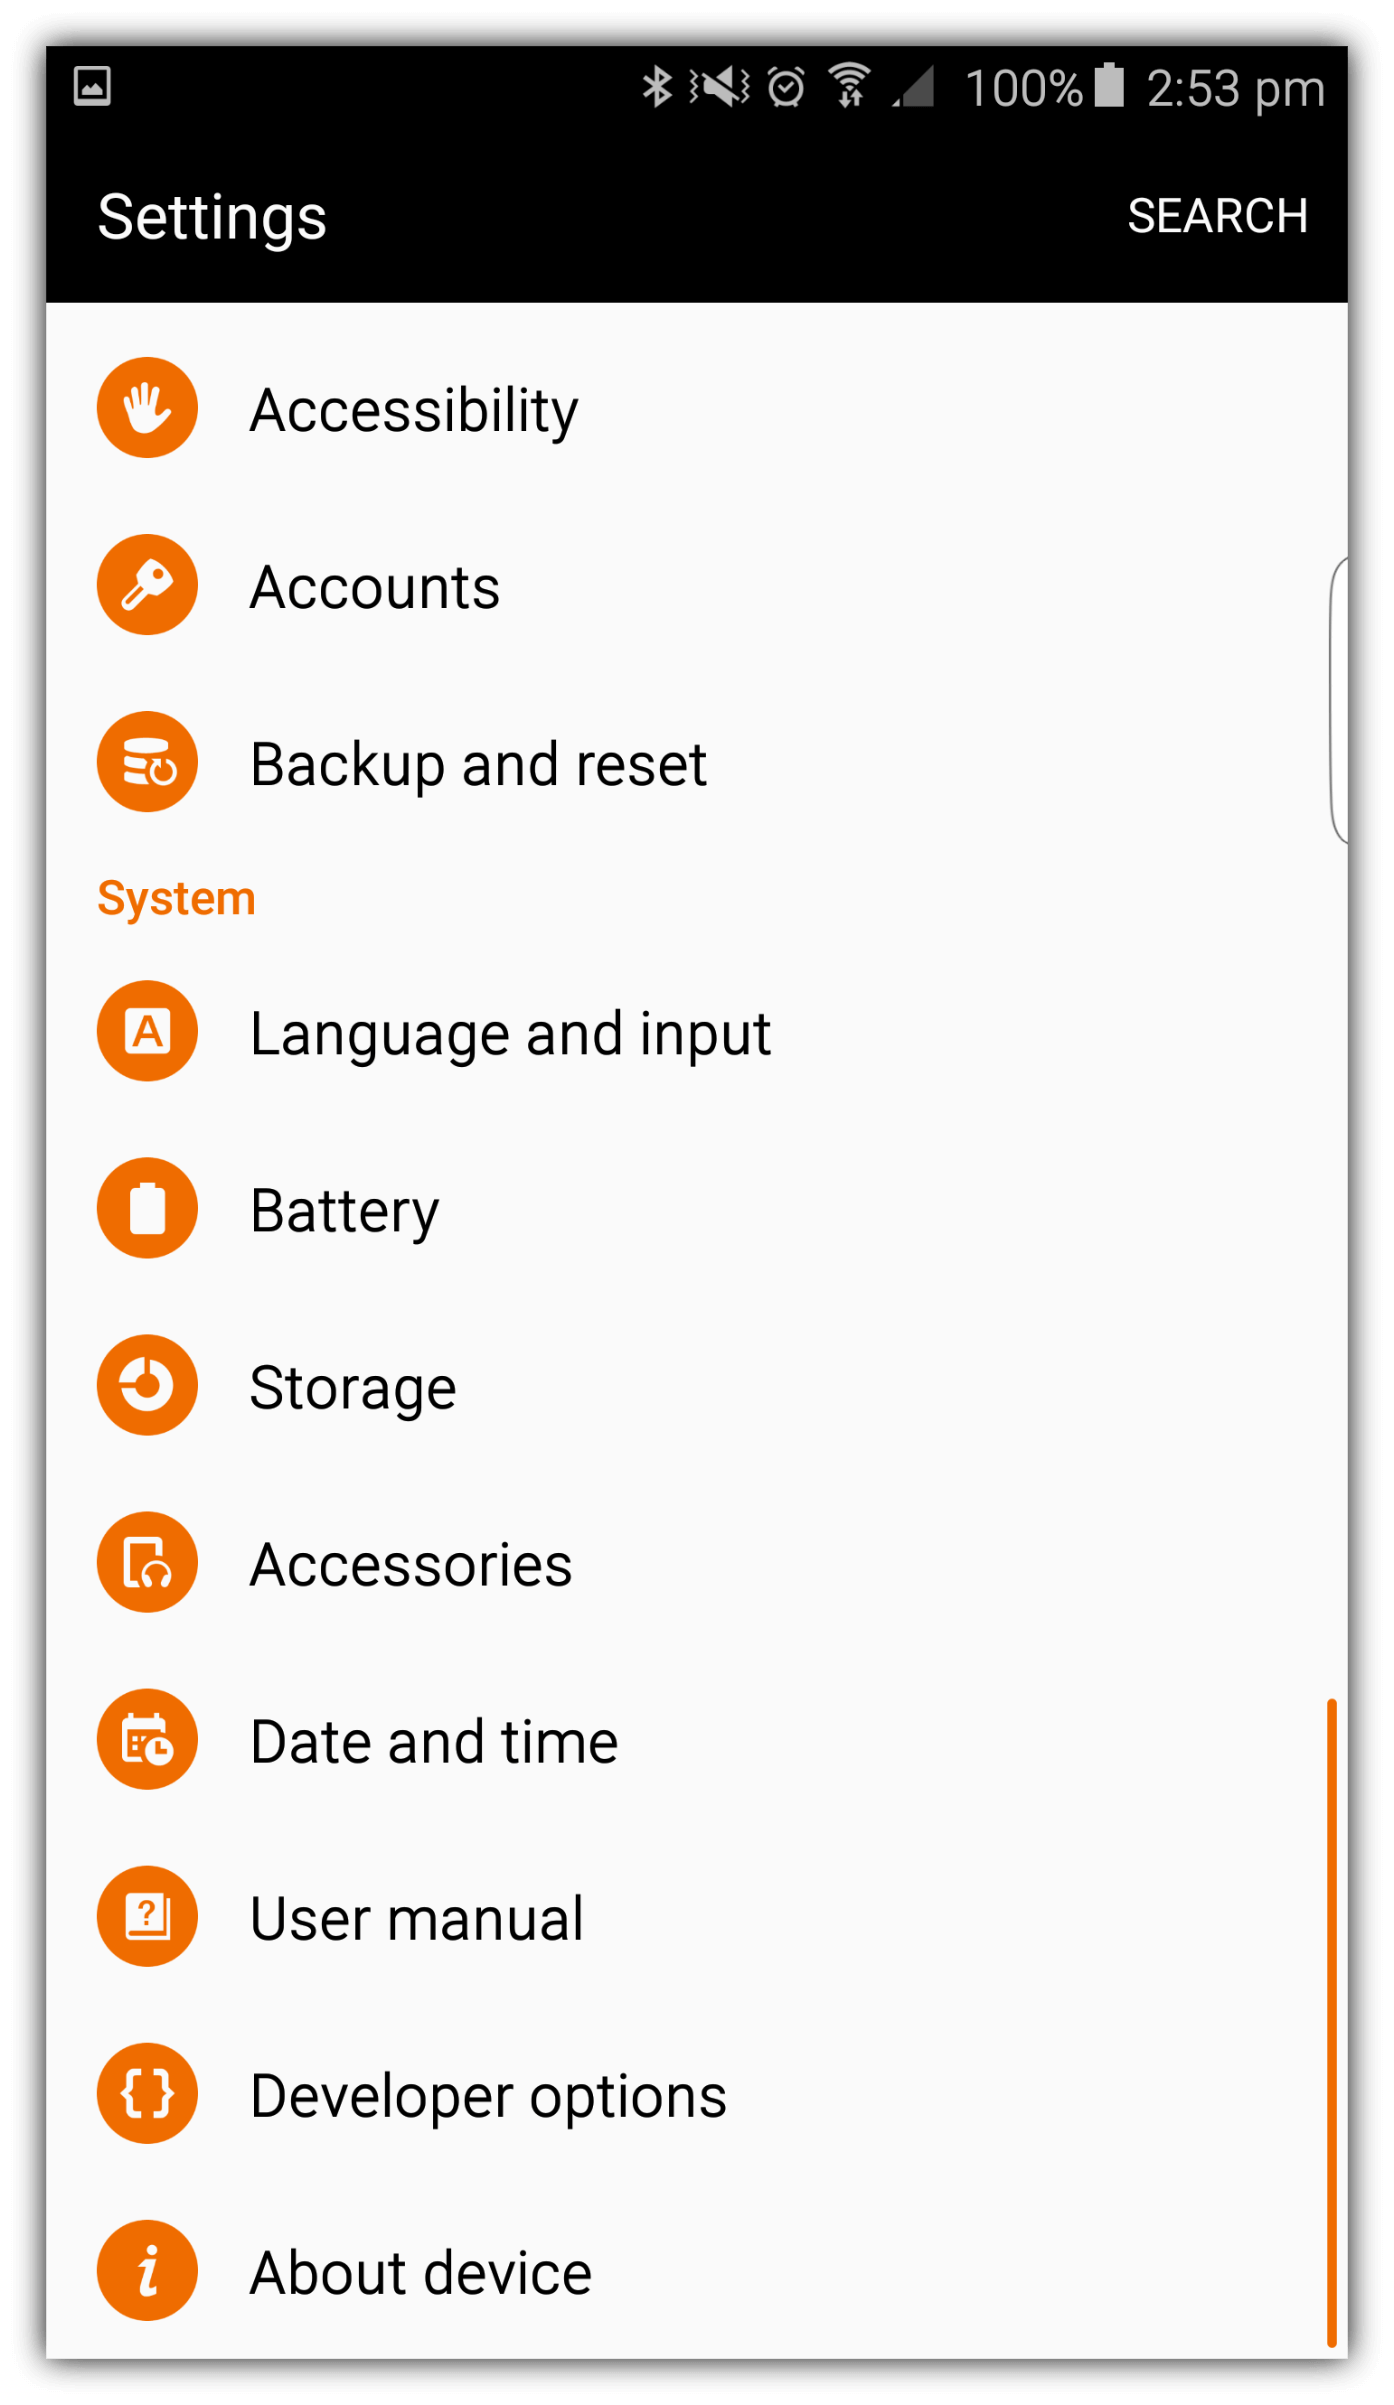 100% 2:53 pm
Settings SEARCH
Accessibility
Accounts
Backup and reset
System
A Language and input
Battery
Storage
Accessories
Date and time
? User manual
{} Developer options
i About device